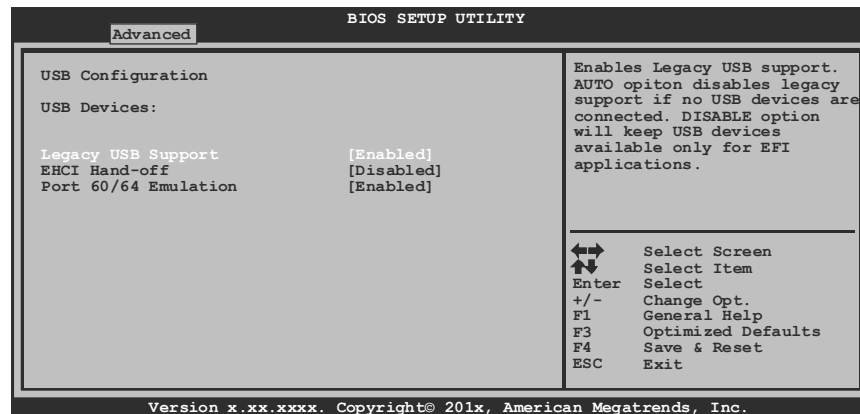 BIOS SETUP UTILITY
Advanced
USB Configuration
USB Devices:
Legacy USB Support [Enabled]
EHCI Hand-off [Disabled]
Port 60/64 Emulation [Enabled]
Enables Legacy USB support.
AUTO opiton disables legacy
support if no USB devices are
connected. DISABLE option
will keep USB devices
available only for EFI
applications.
Select Screen
Select Item
Enter Select
+/- Change Opt.
F1 General Help
F3 Optimized Defaults
F4 Save & Reset
ESC Exit
Version x.xx.xxxx. Copyright© 201x, American Megatrends, Inc.